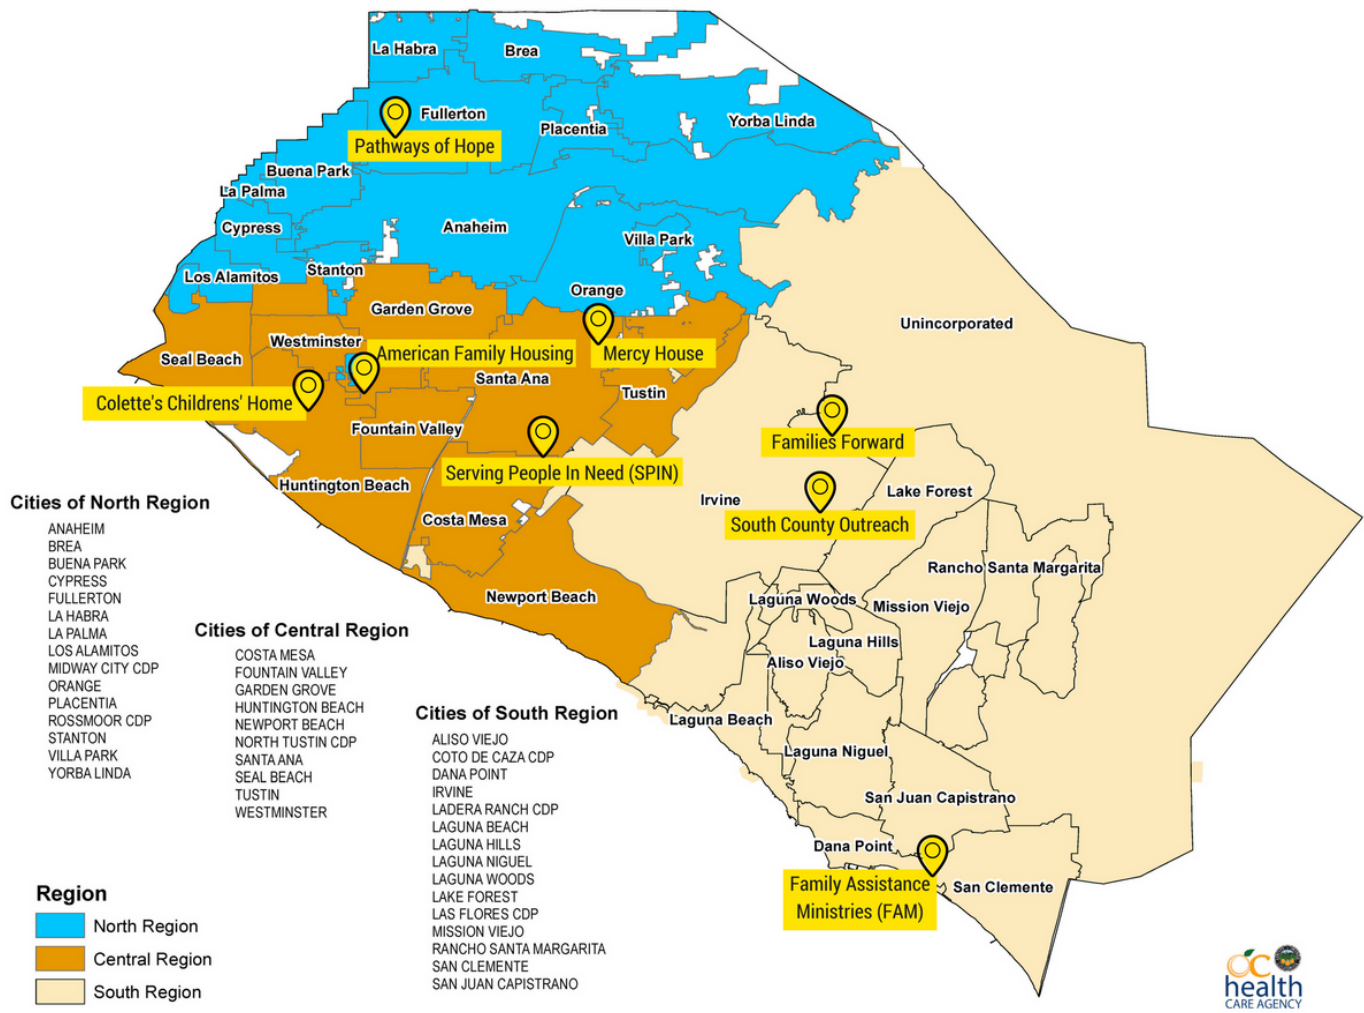 La Habra
Brea
Fullerton
Pathways of Hope
Placentia
Yorba Linda
Buena Park
La Palma
Cypress
Anaheim
Villa Park
Los Alamitos
Stanton
Orange
Garden Grove
Unincorporated
Westminster
Seal Beach
American Family Housing
Mercy House
Santa Ana
Tustin
Colette's Childrens' Home
Fountain Valley
Families Forward
Serving People In Need (SPIN)
Huntington Beach
Irvine
Lake Forest
South County Outreach
Costa Mesa
Rancho Santa Margarita
Newport Beach
Laguna Woods
Mission Viejo
Laguna Hills
Aliso Viejo
Laguna Beach
Laguna Niguel
San Juan Capistrano
Dana Point
Family Assistance
Ministries (FAM)
San Clemente
Cities of North Region
ANAHEIM
BREA
BUENA PARK
CYPRESS
FULLERTON
LA HABRA
LA PALMA
LOS ALAMITOS
MIDWAY CITY CDP
ORANGE
PLACENTIA
ROSSMOOR CDP
STANTON
VILLA PARK
YORBA LINDA
Cities of Central Region
COSTA MESA
FOUNTAIN VALLEY
GARDEN GROVE
HUNTINGTON BEACH
NEWPORT BEACH
NORTH TUSTIN CDP
SANTA ANA
SEAL BEACH
TUSTIN
WESTMINSTER
Cities of South Region
ALISO VIEJO
COTO DE CAZA CDP
DANA POINT
IRVINE
LADERA RANCH CDP
LAGUNA BEACH
LAGUNA HILLS
LAGUNA NIGUEL
LAGUNA WOODS
LAKE FOREST
LAS FLORES CDP
MISSION VIEJO
RANCHO SANTA MARGARITA
SAN CLEMENTE
SAN JUAN CAPISTRANO
Region
North Region
Central Region
South Region
OC
health
CARE AGENCY